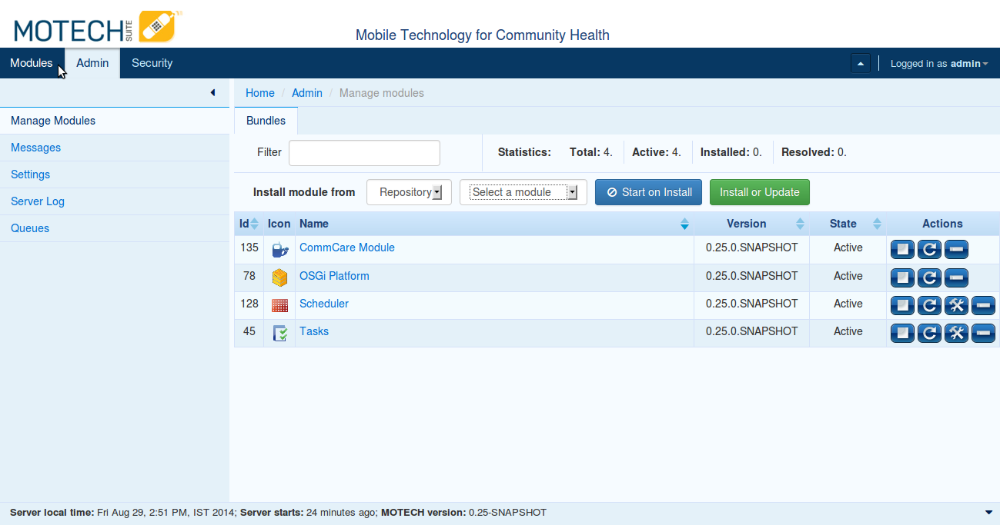 MOTECH SUITE
Mobile Technology for Community Health
Modules Admin Security Logged in as admin
Home / Admin / Manage modules
Manage Modules
Messages
Settings
Server Log
Queues
Bundles
Filter Statistics: Total: 4. Active: 4. Installed: 0. Resolved: 0.
Install module from Repository Select a module Start on Install Install or Update
Id Icon Name Version State Actions
135 CommCare Module 0.25.0.SNAPSHOT Active
78 OSGi Platform 0.25.0.SNAPSHOT Active
128 Scheduler 0.25.0.SNAPSHOT Active
45 Tasks 0.25.0.SNAPSHOT Active
Server local time: Fri Aug 29, 2:51 PM, IST 2014; Server starts: 24 minutes ago; MOTECH version: 0.25-SNAPSHOT